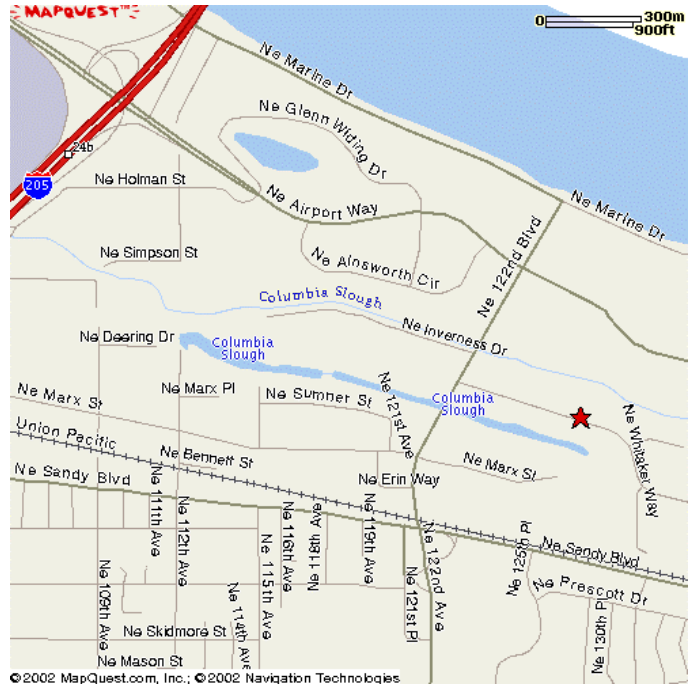 MAPQUEST™
0 300m
900ft
Ne Marine Dr
Ne Glenn Widing Dr
24b
205
Ne Holman St
Ne Airport Way
Ne Marine Dr
Ne 122nd Blvd
Ne Simpson St
Ne Alnsworth Cir
Columbia Slough
Ne Inverness Dr
Ne Deering Dr
Columbia
Slough
Ne Marx Pl
Ne Marx St
Ne Sumner St
Ne 121st Ave
Columbia
Slough
Ne Whitaker Way
Union Pacific
Ne Bennett St
Ne Marx St
Ne Sandy Blvd
Ne Erin Way
Ne 111th Ave
Ne 112th Ave
Ne 116th Ave
Ne 118th Ave
Ne 119th Ave
Ne 122nd Ave
Ne 125th Pl
Ne Sandy Blvd
Ne Prescott Dr
Ne 109th Ave
Ne 114th Ave
Ne 115th Ave
Ne 121st Pl
Ne 130th Pl
Ne Skidmore St
Ne Mason St
©2002 MapQuest.com, Inc.; ©2002 Navigation Technologies